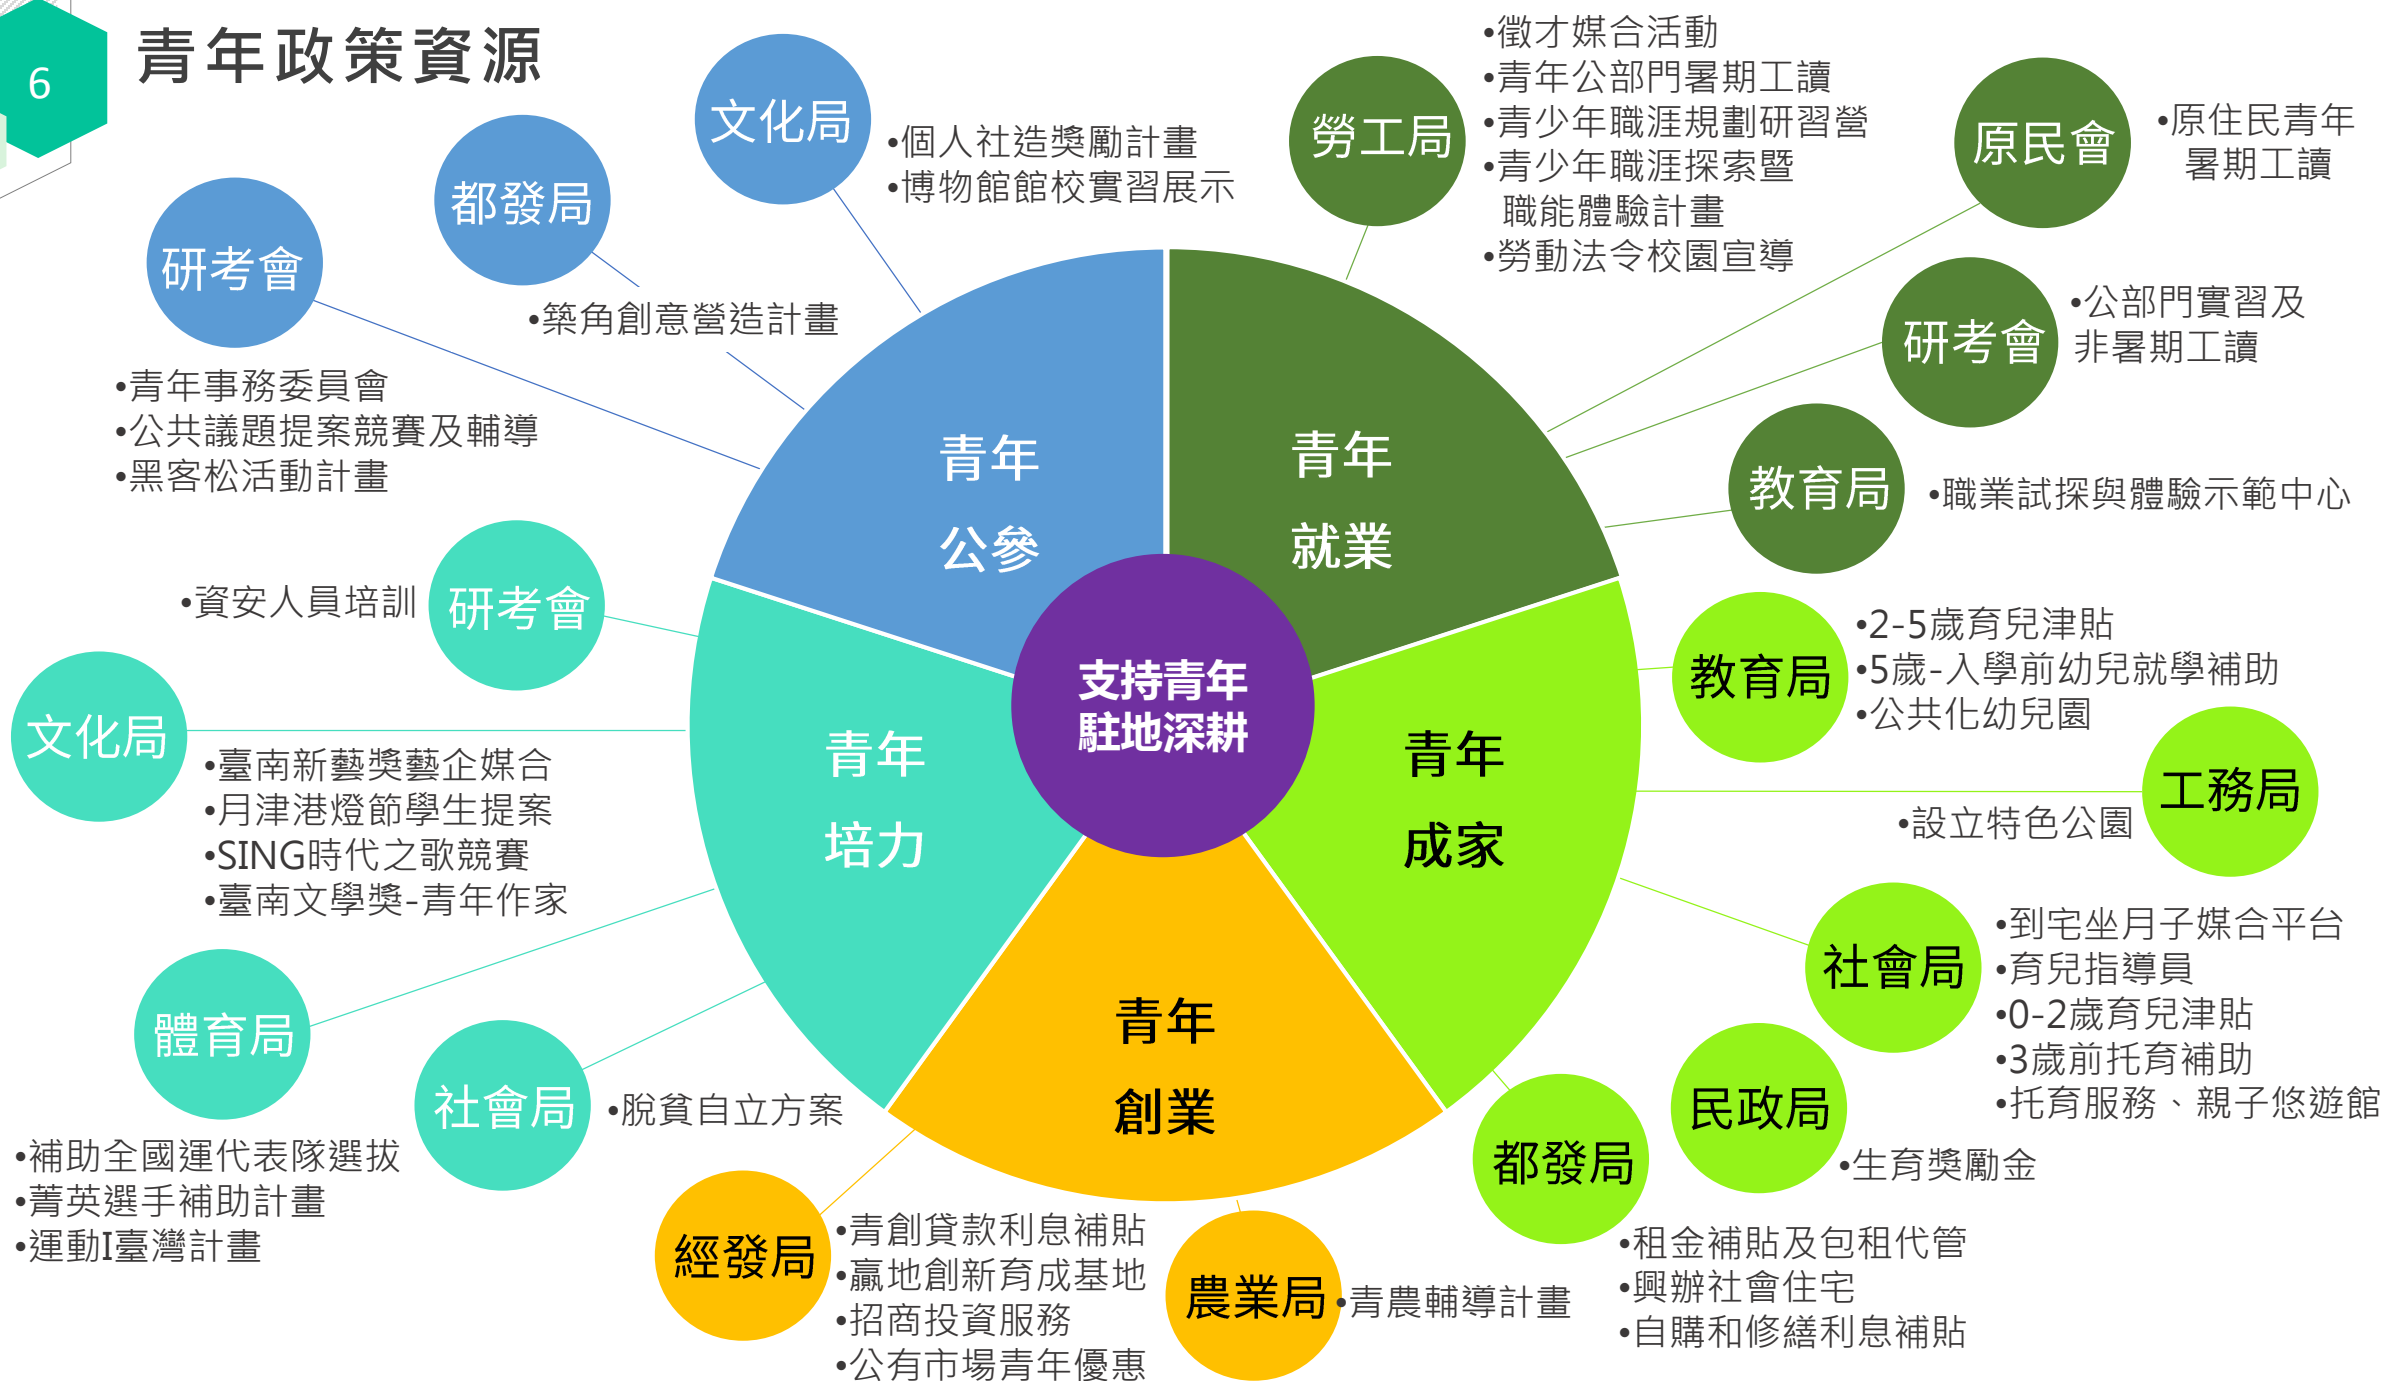 6
青年政策資源
文化局
•個人社造獎勵計畫
•博物館館校實習展示
都發局
•築角創意營造計畫
研考會
•青年事務委員會
•公共議題提案競賽及輔導
•黑客松活動計畫
勞工局
•徵才媒合活動
•青年公部門暑期工讀
•青少年職涯規劃研習營
•青少年職涯探索暨
職能體驗計畫
•勞動法令校園宣導
原民會
•原住民青年
暑期工讀
研考會
•公部門實習及
非暑期工讀
教育局
•職業試探與體驗示範中心
青年
公參
青年
就業
支持青年
駐地深耕
青年
培力
青年
成家
青年
創業
研考會
•資安人員培訓
文化局
•臺南新藝獎藝企媒合
•月津港燈節學生提案
•SING時代之歌競賽
•臺南文學獎-青年作家
體育局
•補助全國運代表隊選拔
•菁英選手補助計畫
•運動I臺灣計畫
社會局
•脫貧自立方案
教育局
•2-5歲育兒津貼
•5歲-入學前幼兒就學補助
•公共化幼兒園
工務局
•設立特色公園
社會局
•到宅坐月子媒合平台
•育兒指導員
•0-2歲育兒津貼
•3歲前托育補助
•托育服務、親子悠遊館
民政局
•生育獎勵金
都發局
•租金補貼及包租代管
•興辦社會住宅
•自購和修繕利息補貼
經發局
•青創貸款利息補貼
•贏地創新育成基地
•招商投資服務
•公有市場青年優惠
農業局
•青農輔導計畫